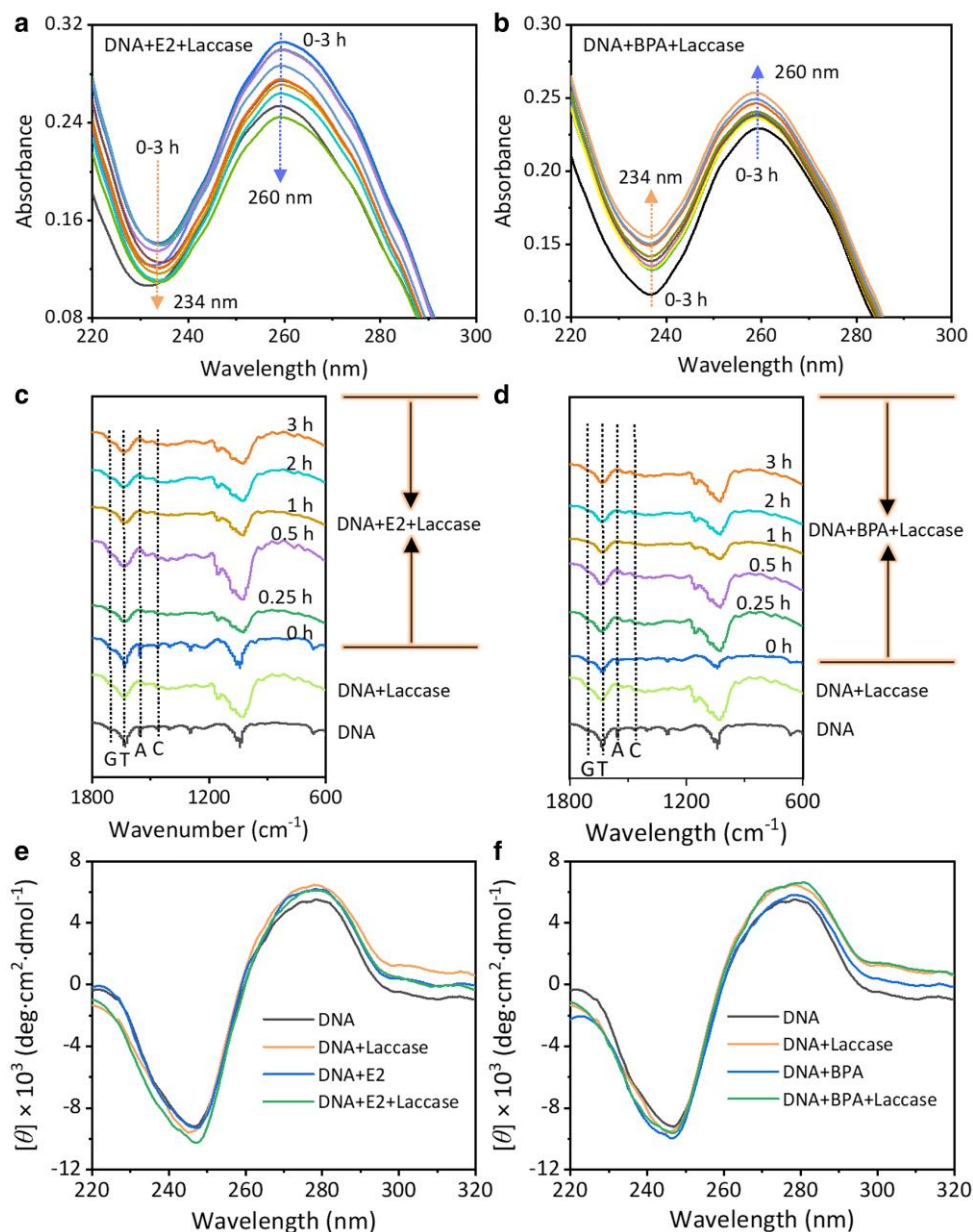 a
DNA+E2+Laccase
0-3 h
0-3 h
260 nm
234 nm
0.32
0.24
0.16
0.08
Absorbance
220 240 260 280 300
Wavelength (nm)
b
DNA+BPA+Laccase
260 nm
234 nm
0-3 h
0-3 h
0.30
0.25
0.20
0.15
0.10
Absorbance
220 240 260 280 300
Wavelength (nm)
c
3 h
2 h
1 h
0.5 h
0.25 h
0 h
DNA+E2+Laccase
DNA+Laccase
DNA
G T A C
1800 1200 600
Wavenumber (cm⁻¹)
d
3 h
2 h
1 h
0.5 h
0.25 h
0 h
DNA+BPA+Laccase
DNA+Laccase
DNA
G T A C
1800 1200 600
Wavelength (cm⁻¹)
e
8
4
0
-4
-8
-12
[θ] × 10³ (deg·cm²·dmol⁻¹)
DNA
DNA+Laccase
DNA+E2
DNA+E2+Laccase
220 240 260 280 300 320
Wavelength (nm)
f
8
4
0
-4
-8
-12
[θ] × 10³ (deg·cm²·dmol⁻¹)
DNA
DNA+Laccase
DNA+BPA
DNA+BPA+Laccase
220 240 260 280 300 320
Wavelength (nm)